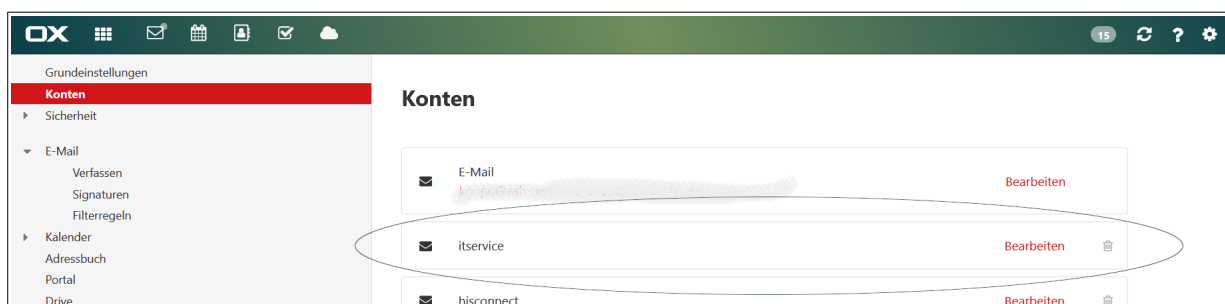 OX
15
Grundeinstellungen
Konten
Sicherheit
E-Mail
Verfassen
Signaturen
Filterregeln
Kalender
Adressbuch
Portal
Drive
Konten
E-Mail
Bearbeiten
itservice
Bearbeiten
hisconnect
Bearbeiten